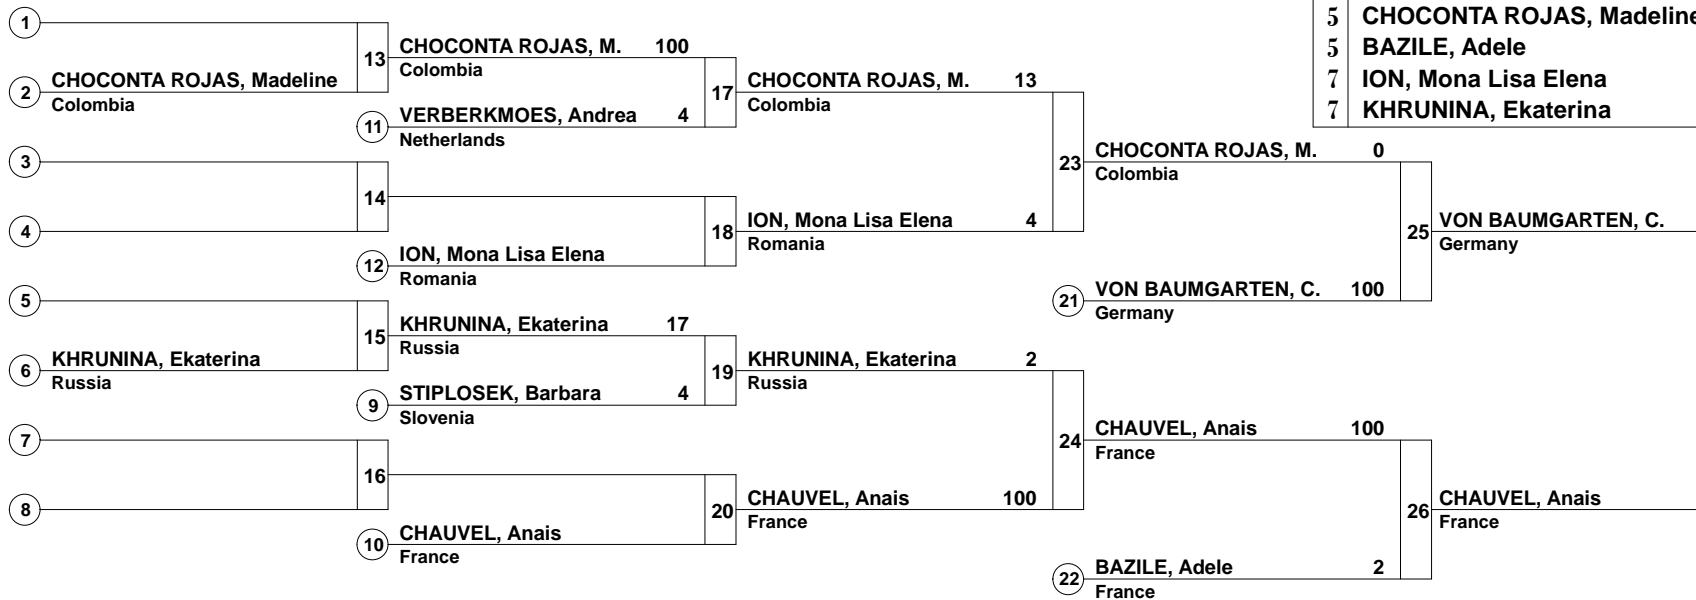 1
5 CHOCONTA ROJAS, Madeline
13 CHOCONTA ROJAS, M. 100
Colombia
5 BAZILE, Adele
2 CHOCONTA ROJAS, Madeline
Colombia
17 CHOCONTA ROJAS, M. 13
Colombia
7 ION, Mona Lisa Elena
11 VERBERKMOES, Andrea 4
Netherlands
7 KHRUNINA, Ekaterina
3
23 CHOCONTA ROJAS, M. 0
Colombia
14
4
18 ION, Mona Lisa Elena 4
Romania
25 VON BAUMGARTEN, C.
Germany
12 ION, Mona Lisa Elena
Romania
5
21 VON BAUMGARTEN, C. 100
Germany
15 KHRUNINA, Ekaterina 17
Russia
6 KHRUNINA, Ekaterina
Russia
19 KHRUNINA, Ekaterina 2
Russia
9 STIPLOSEK, Barbara 4
Slovenia
7
24 CHAUVEL, Anais 100
France
16
8
20 CHAUVEL, Anais 100
France
26 CHAUVEL, Anais
France
10 CHAUVEL, Anais
France
22 BAZILE, Adele 2
France